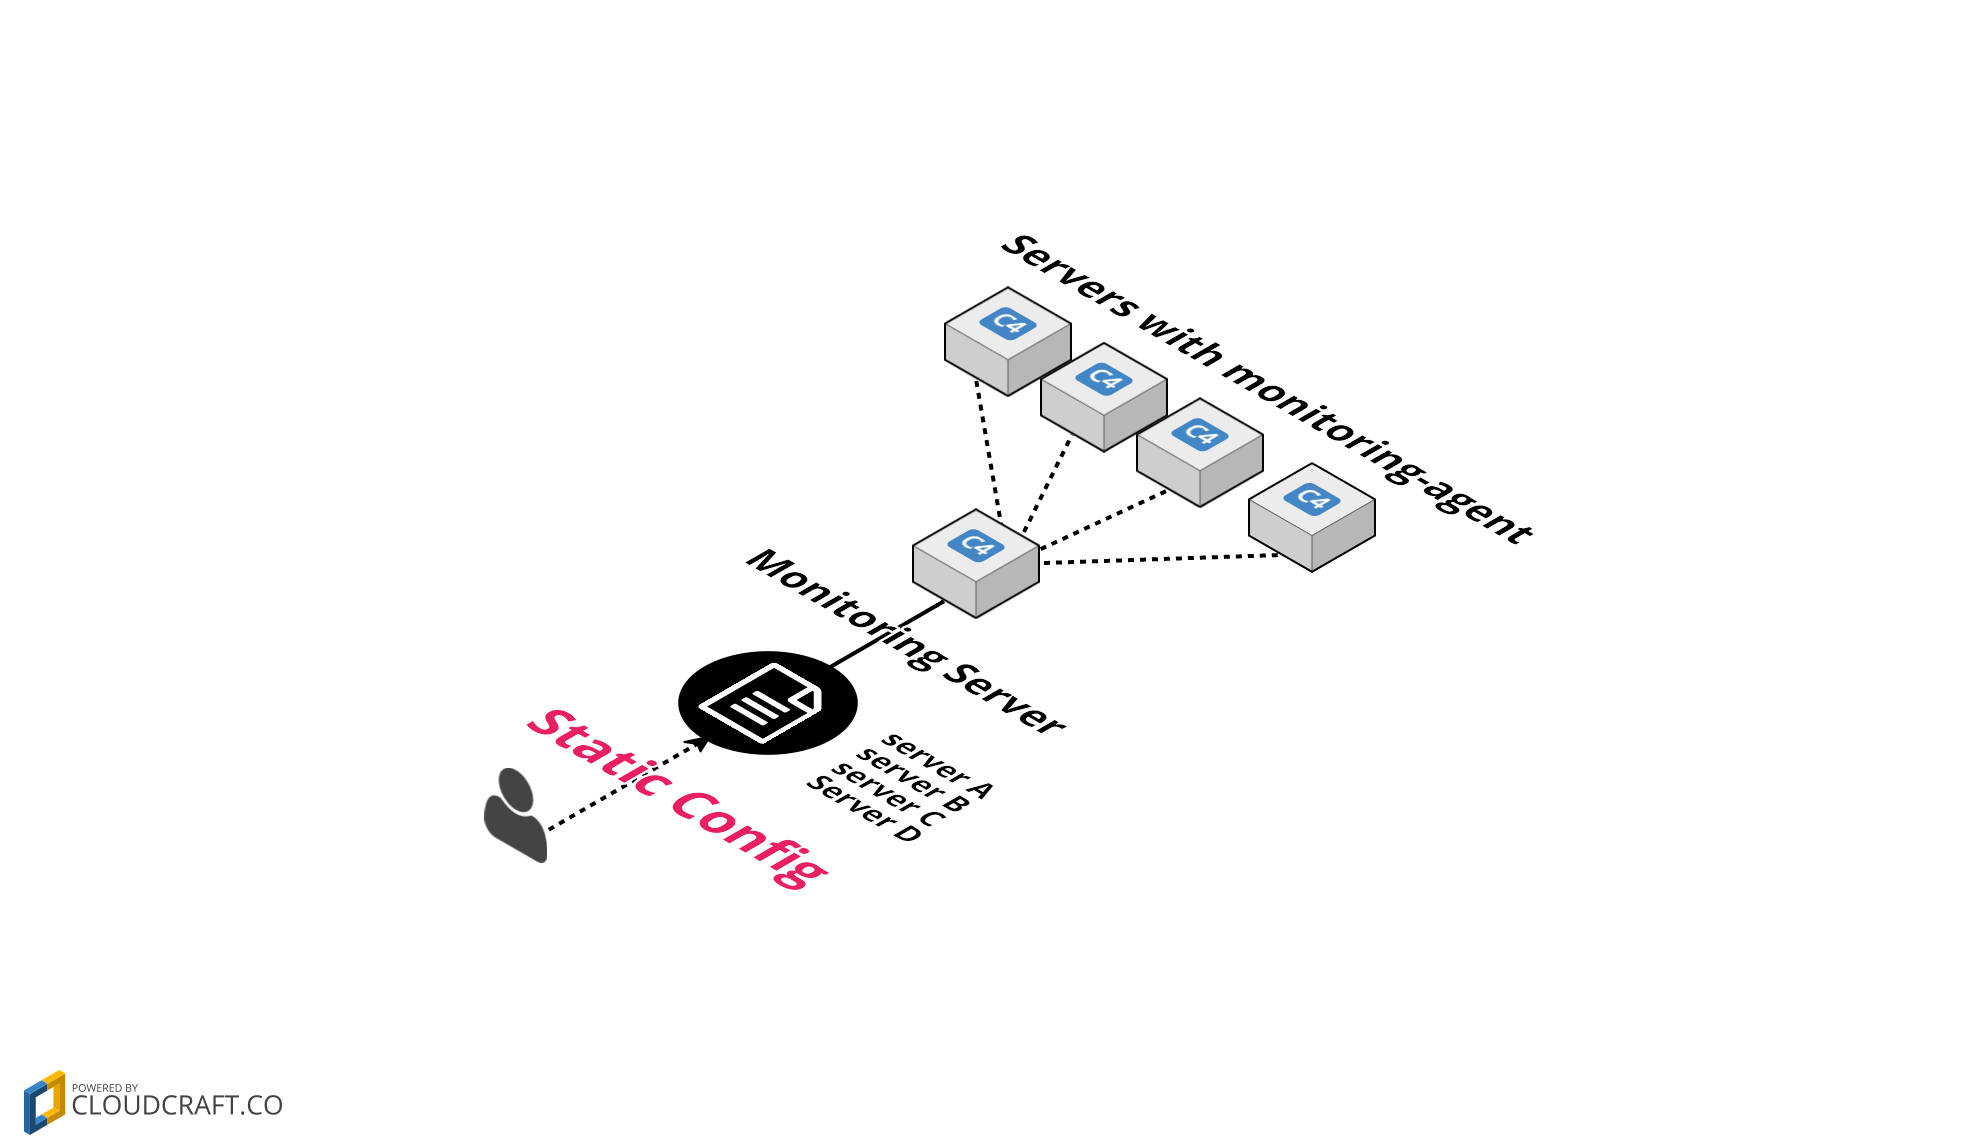 Servers with monitoring-agent
C4
C4
C4
C4
C4
Monitoring Server
Static Config
server A
server B
server C
Server D
POWERED BY
CLOUDCRAFT.CO